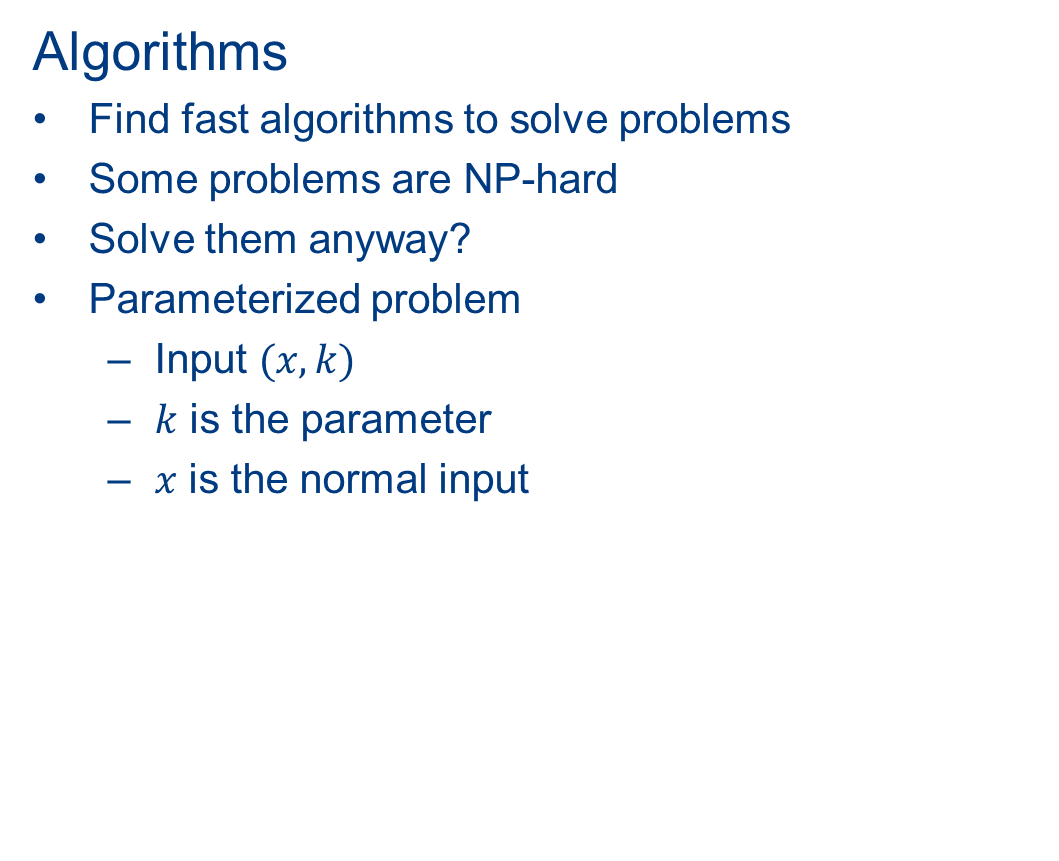 Algorithms
• Find fast algorithms to solve problems
• Some problems are NP-hard
• Solve them anyway?
• Parameterized problem
– Input (x, k)
– k is the parameter
– x is the normal input